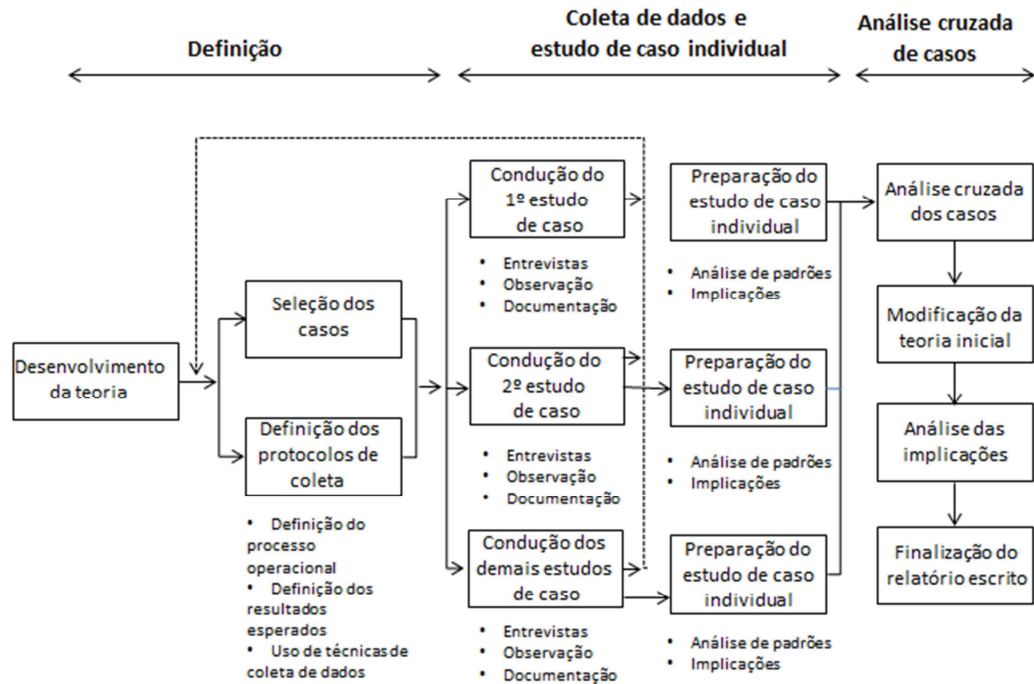 Definição
Coleta de dados e
estudo de caso individual
Análise cruzada
de casos
Desenvolvimento
da teoria
Seleção dos
casos
Definição dos
protocolos de
coleta
• Definição do
processo
operacional
• Definição dos
resultados
esperados
• Uso de técnicas de
coleta de dados
Condução do
1º estudo
de caso
• Entrevistas
• Observação
• Documentação
Condução do
2º estudo
de caso
• Entrevistas
• Observação
• Documentação
Condução dos
demais estudos
de caso
• Entrevistas
• Observação
• Documentação
Preparação do
estudo de caso
individual
• Análise de padrões
• Implicações
Preparação do
estudo de caso
individual
• Análise de padrões
• Implicações
Preparação do
estudo de caso
individual
• Análise de padrões
• Implicações
Análise cruzada
dos casos
Modificação da
teoria inicial
Análise das
implicações
Finalização do
relatório escrito